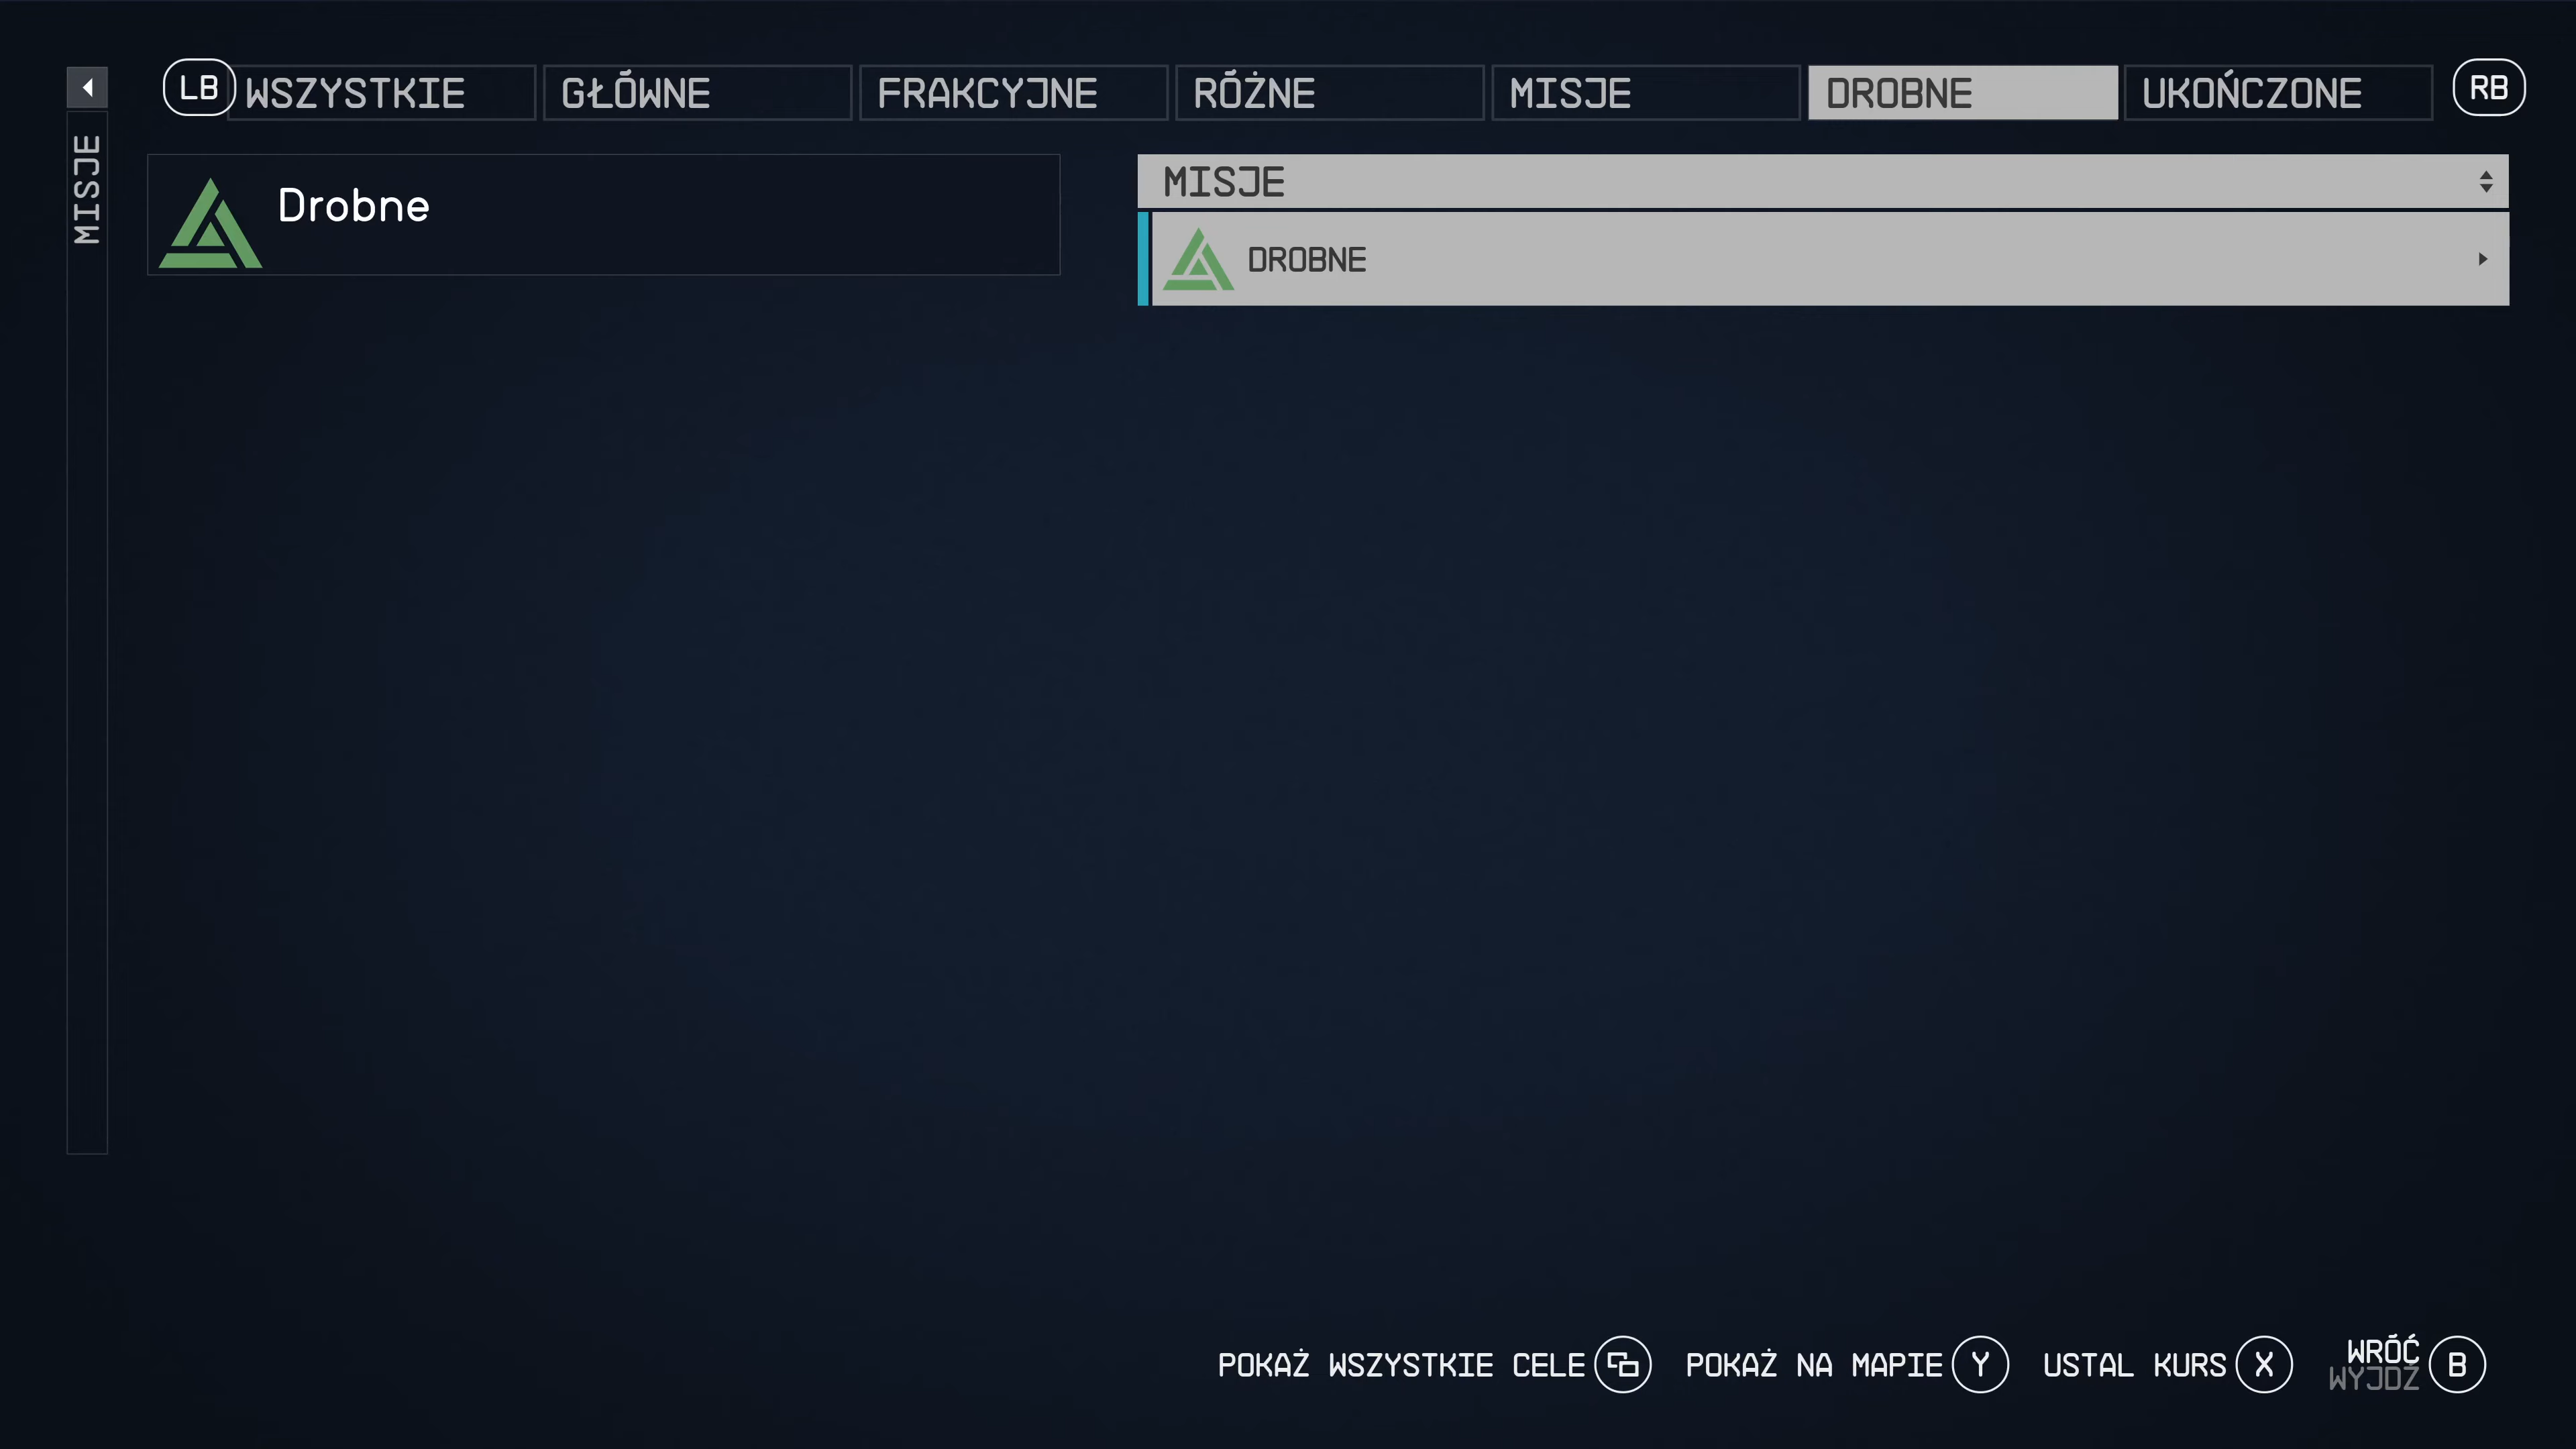 LB WSZYSTKIE GŁÓWNE FRAKCYJNE RÓŻNE MISJE DROBNE UKOŃCZONE RB
MISJE
Drobne
MISJE
DROBNE
POKAŻ WSZYSTKIE CELE POKAŻ NA MAPIE Y USTAL KURS X WRÓĆ B
WYJDŹ